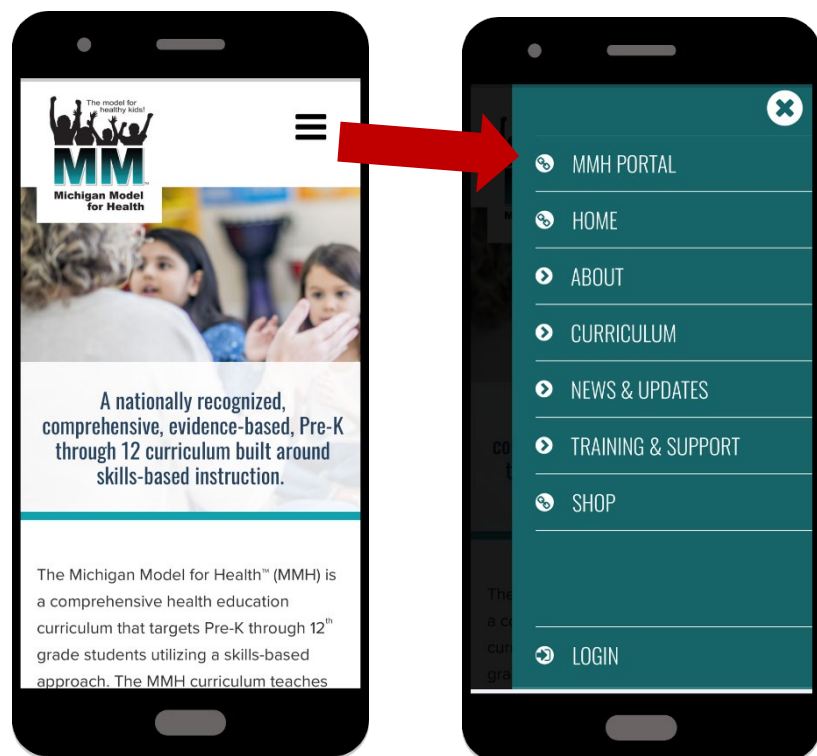 The model for
healthy kids!
MM
Michigan Model
for Health
A nationally recognized,
comprehensive, evidence-based, Pre-K
through 12 curriculum built around
skills-based instruction.
The Michigan Model for Health™ (MMH) is
a comprehensive health education
curriculum that targets Pre-K through 12th
grade students utilizing a skills-based
approach. The MMH curriculum teaches
MMH PORTAL
HOME
ABOUT
CURRICULUM
NEWS & UPDATES
TRAINING & SUPPORT
SHOP
LOGIN